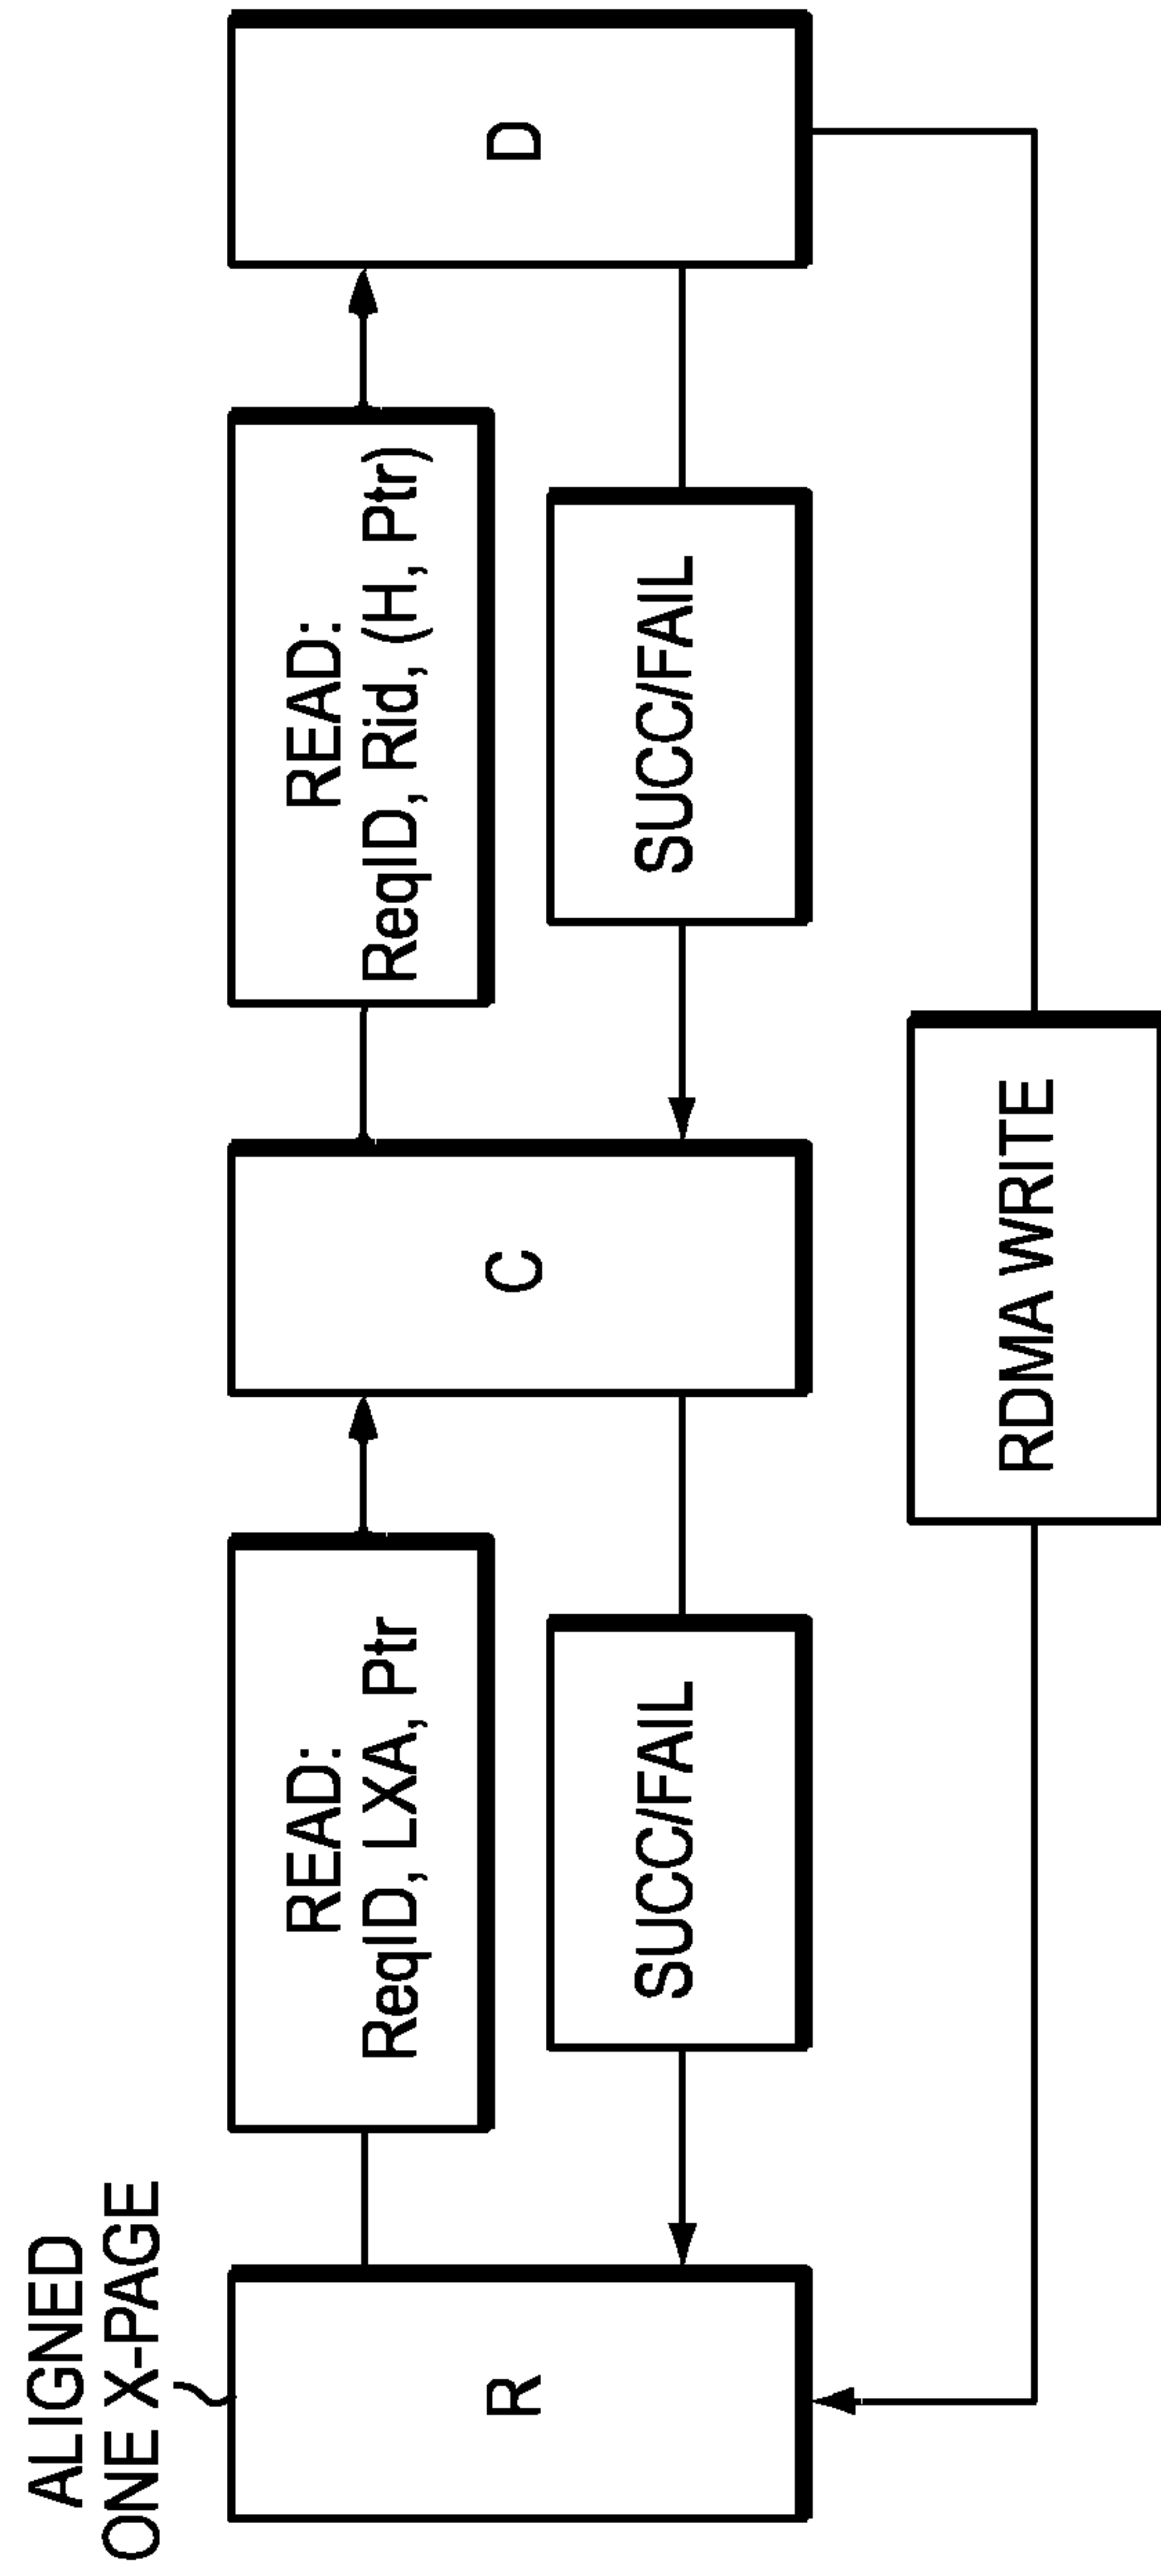 ALIGNED
ONE X-PAGE
R
READ:
ReqID, LXA, Ptr
SUCC/FAIL
C
READ:
ReqID, Rid, (H, Ptr)
SUCC/FAIL
D
RDMA WRITE